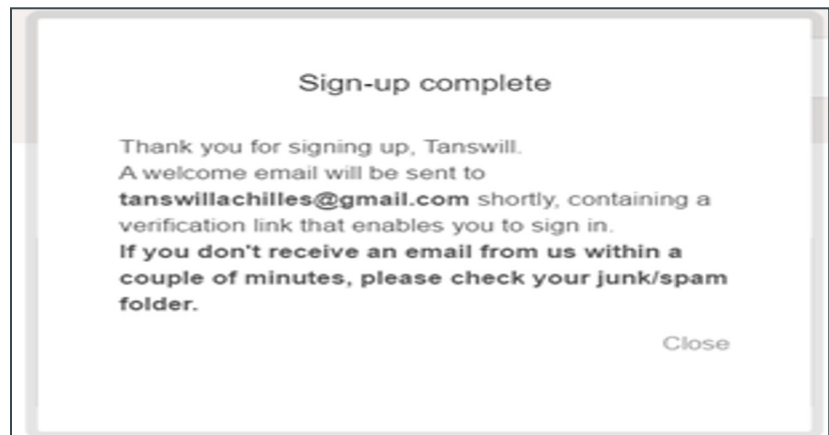 Sign-up complete
Thank you for signing up, Tanswill.
A welcome email will be sent to
tanswillachilles@gmail.com shortly, containing a
verification link that enables you to sign in.
If you don't receive an email from us within a
couple of minutes, please check your junk/spam
folder.
Close